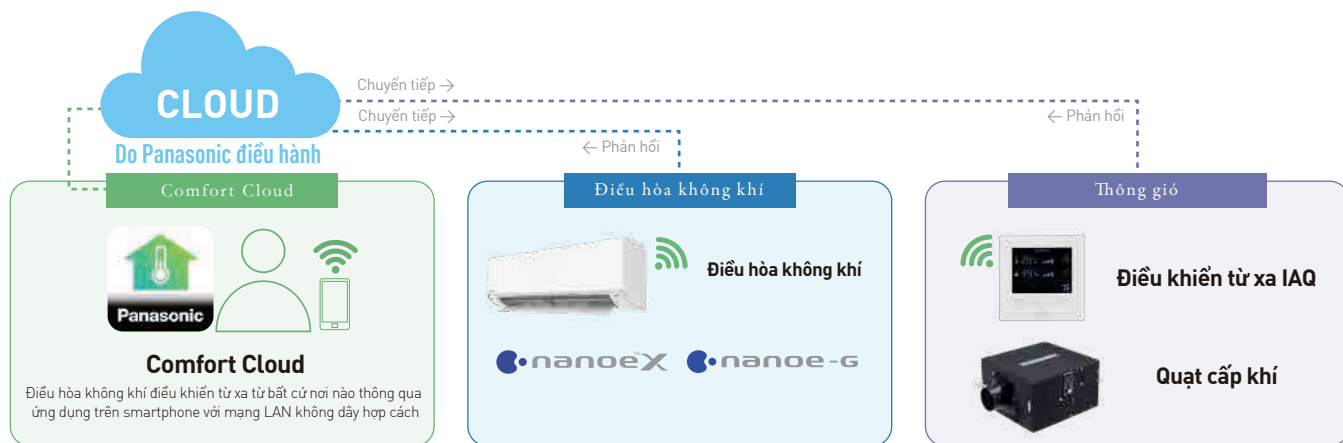 CLOUD
Do Panasonic điều hành
Chuyển tiếp →
Chuyển tiếp →
← Phản hồi
← Phản hồi
Comfort Cloud
Panasonic
Comfort Cloud
Điều hòa không khí điều khiển từ xa từ bất cứ nơi nào thông qua
ứng dụng trên smartphone với mạng LAN không dây hợp cách
Điều hòa không khí
Điều hòa không khí
nanoe™X
nanoe-G
Thông gió
Điều khiển từ xa IAQ
Quạt cấp khí